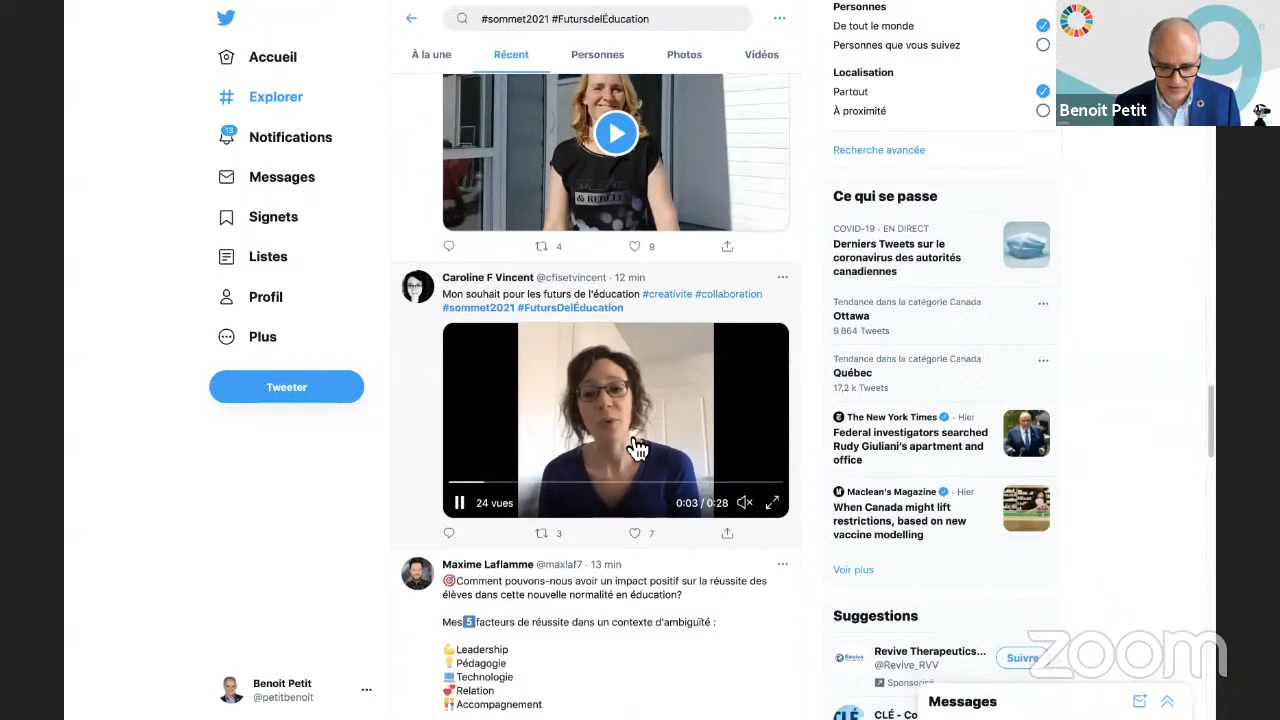 Accueil
Explorer
13
Notifications
Messages
Signets
Listes
Profil
Plus
Tweeter
Benoit Petit
@petitbenoit
#sommet2021 #FutursdelÉducation
À la une
Récent
Personnes
Photos
Vidéos
& REBELLE
4
9
Caroline F Vincent @cfisetvincent · 12 min
Mon souhait pour les futurs de l'éducation #creativite #collaboration
#sommet2021 #FutursDelÉducation
24 vues
0:03 / 0:28
3
7
Maxime Laflamme @maxlaf7 · 13 min
🎯Comment pouvons-nous avoir un impact positif sur la réussite des
élèves dans cette nouvelle normalité en éducation?
Mes5️⃣facteurs de réussite dans un contexte d'ambiguïté :
💪Leadership
💡Pédagogie
💻Technologie
💞Relation
👫Accompagnement
Personnes
De tout le monde
Personnes que vous suivez
Localisation
Partout
À proximité
Recherche avancée
Ce qui se passe
COVID-19 · EN DIRECT
Derniers Tweets sur le
coronavirus des autorités
canadiennes
Tendance dans la catégorie Canada
Ottawa
9 864 Tweets
Tendance dans la catégorie Canada
Québec
17,2 k Tweets
The New York Times · Hier
Federal investigators searched
Rudy Giuliani's apartment and
office
Maclean's Magazine · Hier
When Canada might lift
restrictions, based on new
vaccine modelling
Voir plus
Suggestions
Revive
Revive Therapeutics...
@Revive_RVV
Sponsorisé
Suivre
CLÉ
CLÉ - Co
Messages
Benoit Petit
9
zoom